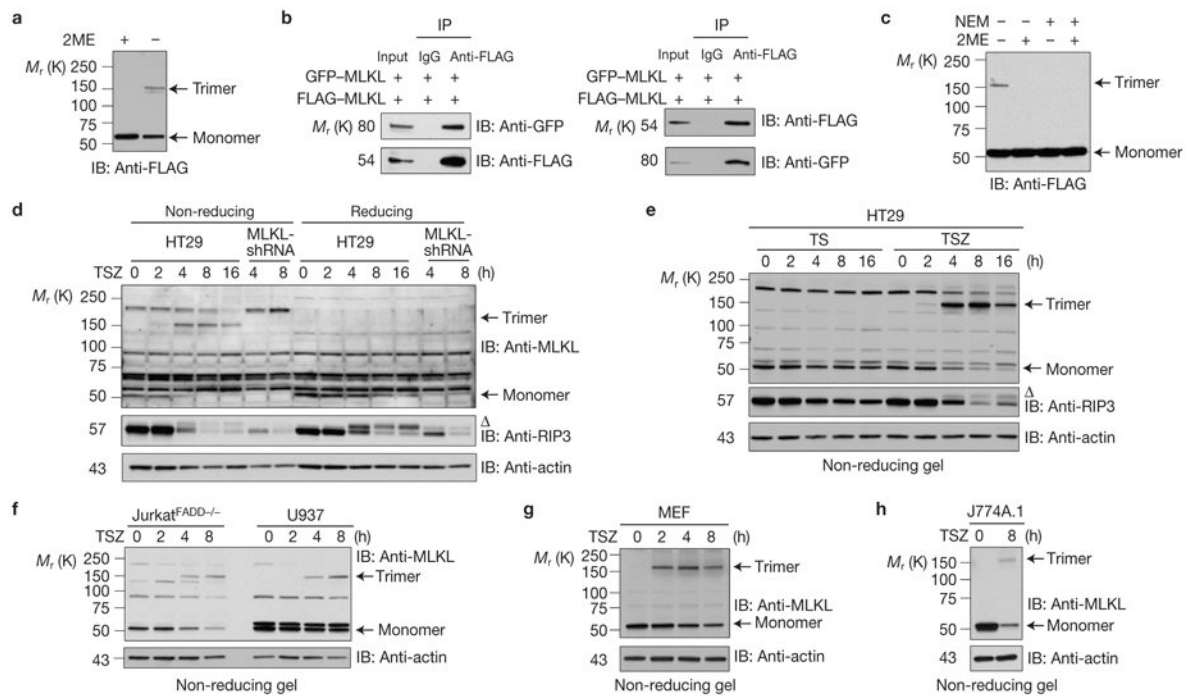 a
2ME + −
Mr (K)
250
150
100
75
50
Trimer
Monomer
IB: Anti-FLAG
b
IP
Input IgG Anti-FLAG
GFP–MLKL + + +
FLAG–MLKL + + +
Mr (K) 80 IB: Anti-GFP
54 IB: Anti-FLAG
IP
Input IgG Anti-FLAG
GFP–MLKL + + +
FLAG–MLKL + + +
Mr (K) 54 IB: Anti-FLAG
80 IB: Anti-GFP
c
NEM − − + +
2ME − + − +
Mr (K)
250
150
100
75
50
Trimer
Monomer
IB: Anti-FLAG
d
Non-reducing Reducing
HT29 MLKL-shRNA HT29 MLKL-shRNA
TSZ 0 2 4 8 16 4 8 0 2 4 8 16 4 8 (h)
Mr (K)
250
150
100
75
50
Trimer
IB: Anti-MLKL
Monomer
57 Δ
IB: Anti-RIP3
43 IB: Anti-actin
e
HT29
TS TSZ
0 2 4 8 16 0 2 4 8 16 (h)
Mr (K)
250
150
100
75
50
Trimer
Monomer
57 Δ
IB: Anti-RIP3
43 IB: Anti-actin
Non-reducing gel
f
JurkatFADD−/− U937
TSZ 0 2 4 8 0 2 4 8 (h)
Mr (K)
250
150
100
75
50
IB: Anti-MLKL
Trimer
Monomer
43 IB: Anti-actin
Non-reducing gel
g
MEF
TSZ 0 2 4 8 (h)
Mr (K)
250
150
100
75
50
Trimer
IB: Anti-MLKL
Monomer
43 IB: Anti-actin
Non-reducing gel
h
J774A.1
TSZ 0 8 (h)
Mr (K)
250
150
100
75
50
Trimer
IB: Anti-MLKL
Monomer
43 IB: Anti-actin
Non-reducing gel